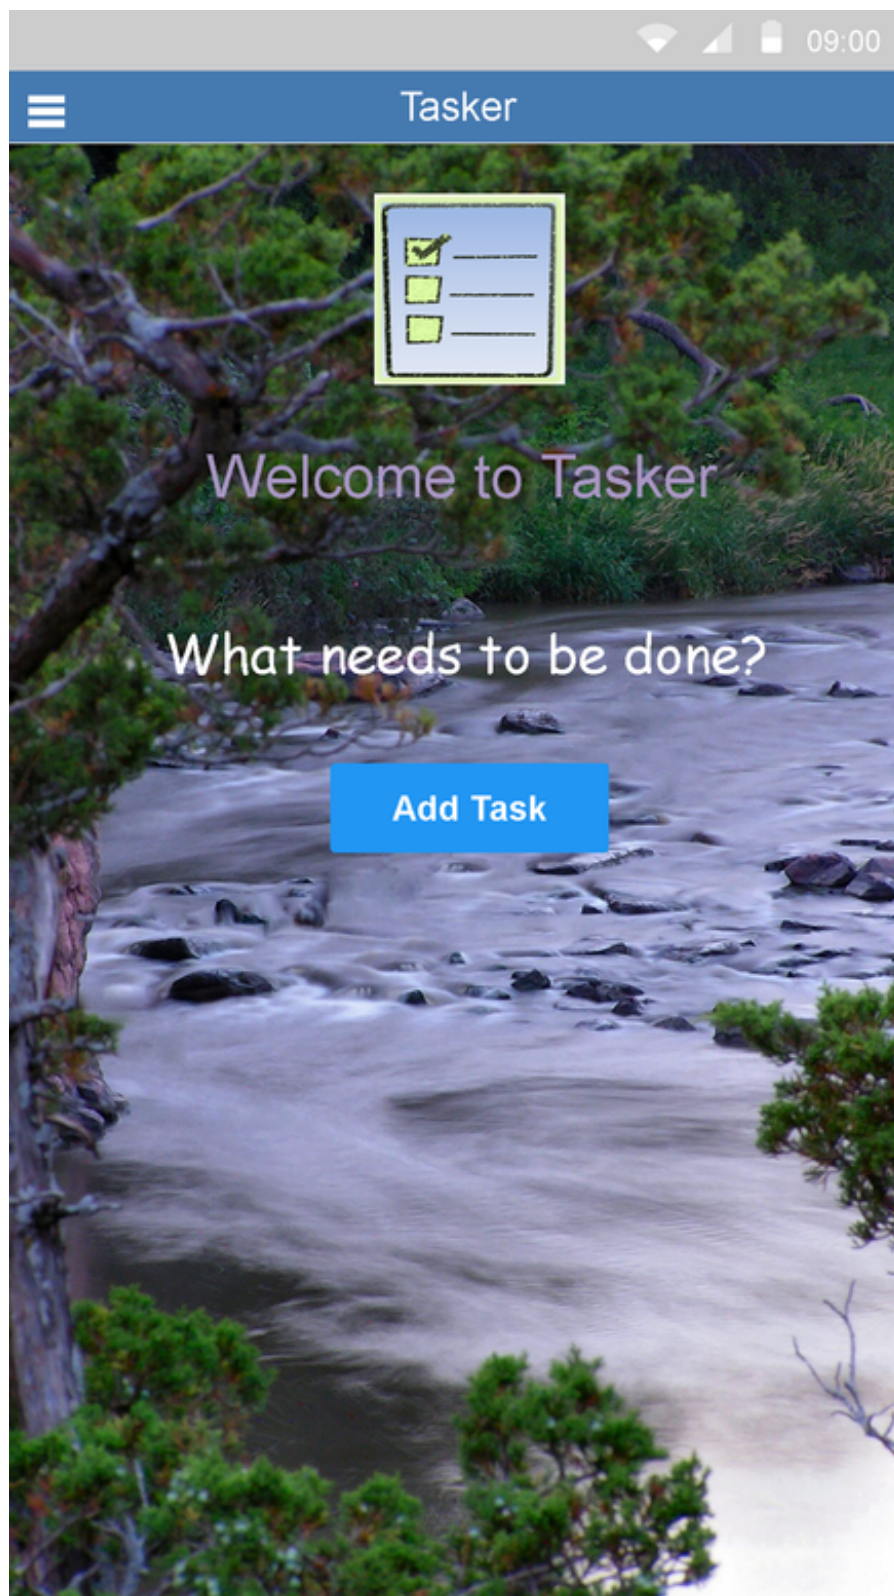 09:00
Tasker
Welcome to Tasker
What needs to be done?
Add Task